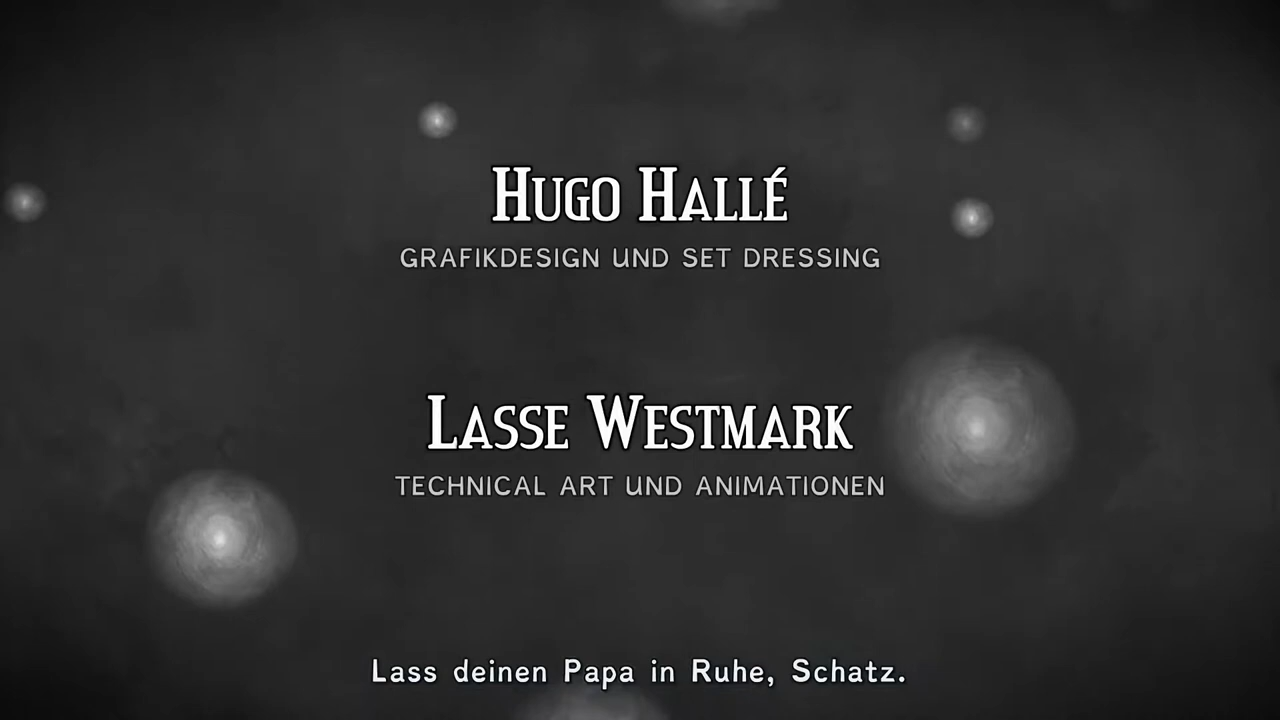 Hugo Hallé
GRAFIKDESIGN UND SET DRESSING
Lasse Westmark
TECHNICAL ART UND ANIMATIONEN
Lass deinen Papa in Ruhe, Schatz.